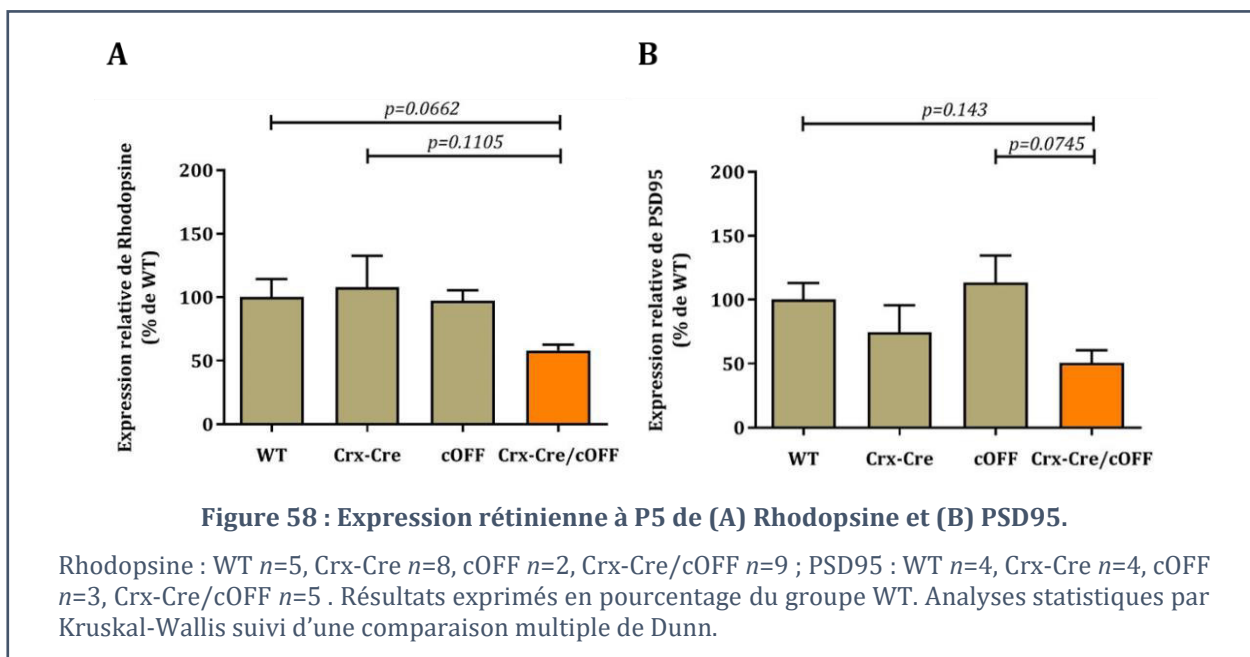 A
B
p=0.0662
p=0.1105
p=0.143
p=0.0745
Expression relative de Rhodopsine
(% de WT)
200
150
100
50
0
WT Crx-Cre cOFF Crx-Cre/cOFF
Expression relative de PSD95
(% de WT)
200
150
100
50
0
WT Crx-Cre cOFF Crx-Cre/cOFF
Figure 58 : Expression rétinienne à P5 de (A) Rhodopsine et (B) PSD95.
Rhodopsine : WT n=5, Crx-Cre n=8, cOFF n=2, Crx-Cre/cOFF n=9 ; PSD95 : WT n=4, Crx-Cre n=4, cOFF
n=3, Crx-Cre/cOFF n=5 . Résultats exprimés en pourcentage du groupe WT. Analyses statistiques par
Kruskal-Wallis suivi d'une comparaison multiple de Dunn.